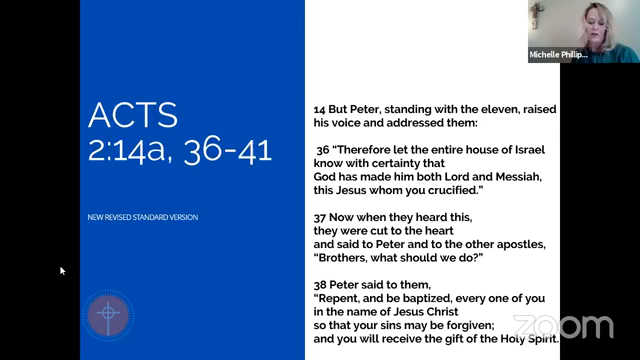 Michelle Phillip...
ACTS
2:14a, 36-41
NEW REVISED STANDARD VERSION
14 But Peter, standing with the eleven, raised
his voice and addressed them:
36 “Therefore let the entire house of Israel
know with certainty that
God has made him both Lord and Messiah,
this Jesus whom you crucified.”
37 Now when they heard this,
they were cut to the heart
and said to Peter and to the other apostles,
“Brothers, what should we do?”
38 Peter said to them,
“Repent, and be baptized, every one of you
in the name of Jesus Christ
so that your sins may be forgiven;
and you will receive the gift of the Holy Spirit.
zoom